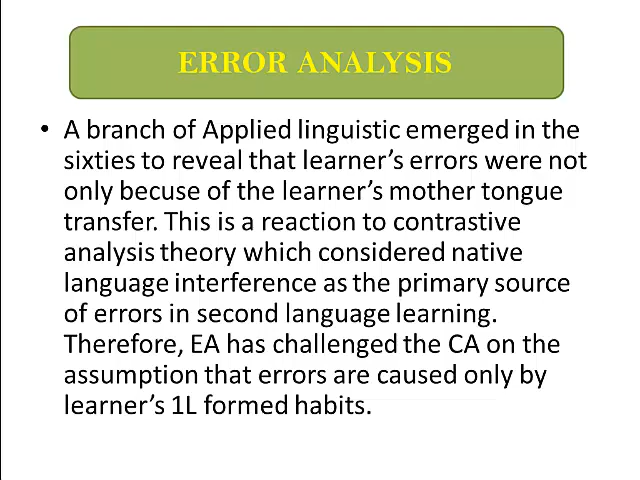 ERROR ANALYSIS
• A branch of Applied linguistic emerged in the
sixties to reveal that learner's errors were not
only becuse of the learner's mother tongue
transfer. This is a reaction to contrastive
analysis theory which considered native
language interference as the primary source
of errors in second language learning.
Therefore, EA has challenged the CA on the
assumption that errors are caused only by
learner's 1L formed habits.